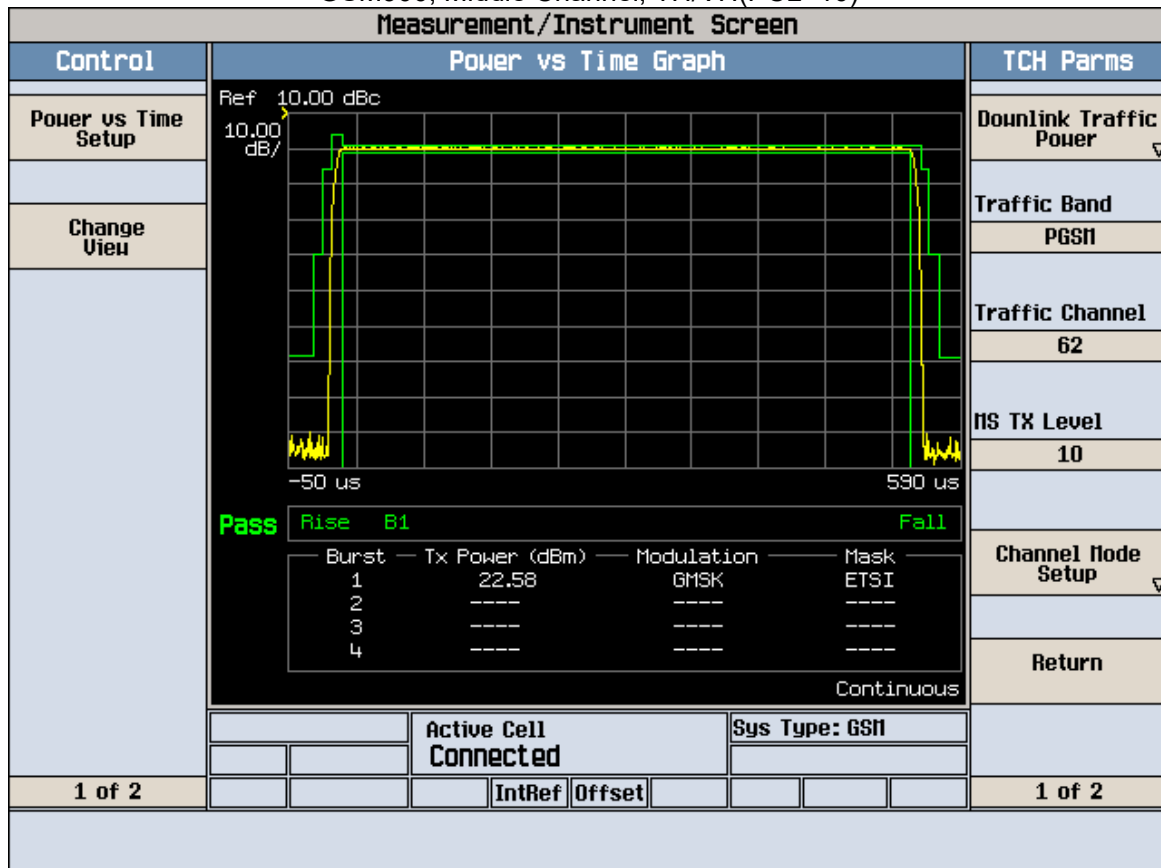 Measurement/Instrument Screen
Control
Power vs Time Graph
TCH Parms
Power vs Time
Setup
Change
View
1 of 2
Ref 10.00 dBc
10.00
dB/
-50 us
590 us
Pass
Rise B1
Fall
Burst Tx Power (dBm) Modulation Mask
1 22.58 GMSK ETSI
2 ---- ---- ----
3 ---- ---- ----
4 ---- ---- ----
Continuous
Active Cell
Connected
Sys Type: GSM
IntRef Offset
Downlink Traffic
Power
Traffic Band
PGSM
Traffic Channel
62
MS TX Level
10
Channel Mode
Setup
Return
1 of 2